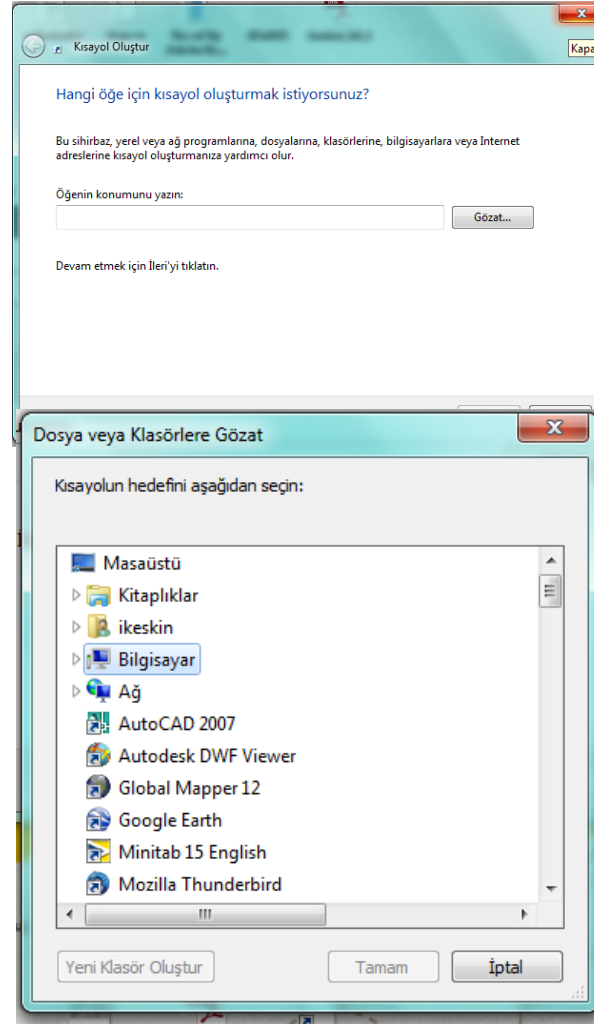 Kısayol Oluştur
Kapa
Hangi öğe için kısayol oluşturmak istiyorsunuz?
Bu sihirbaz, yerel veya ağ programlarına, dosyalarına, klasörlerine, bilgisayarlara veya Internet
adreslerine kısayol oluşturmanıza yardımcı olur.
Öğenin konumunu yazın:
Gözat...
Devam etmek için İleri'yi tıklatın.
Dosya veya Klasörlere Gözat
Kısayolun hedefini aşağıdan seçin:
Masaüstü
Kitaplıklar
ikeskin
Bilgisayar
Ağ
AutoCAD 2007
Autodesk DWF Viewer
Global Mapper 12
Google Earth
Minitab 15 English
Mozilla Thunderbird
Yeni Klasör Oluştur
Tamam
İptal